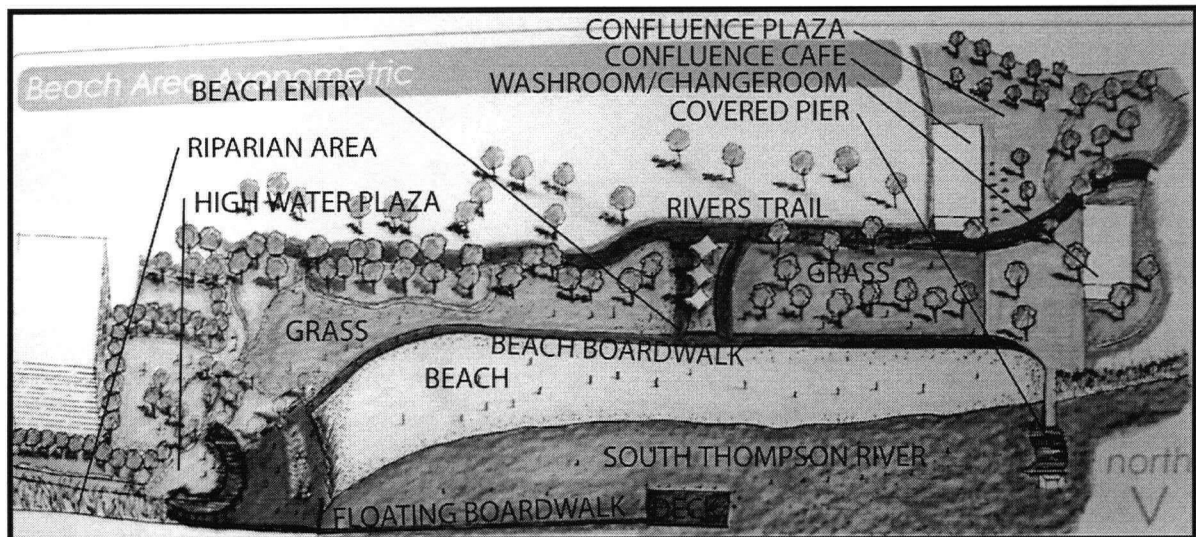 CONFLUENCE PLAZA
Beach Area Axonometric
CONFLUENCE CAFE
BEACH ENTRY
WASHROOM/CHANGEROOM
COVERED PIER
RIPARIAN AREA
HIGH WATER PLAZA
RIVERS TRAIL
GRASS
GRASS
BEACH BOARDWALK
BEACH
SOUTH THOMPSON RIVER
north
FLOATING BOARDWALK
DECK